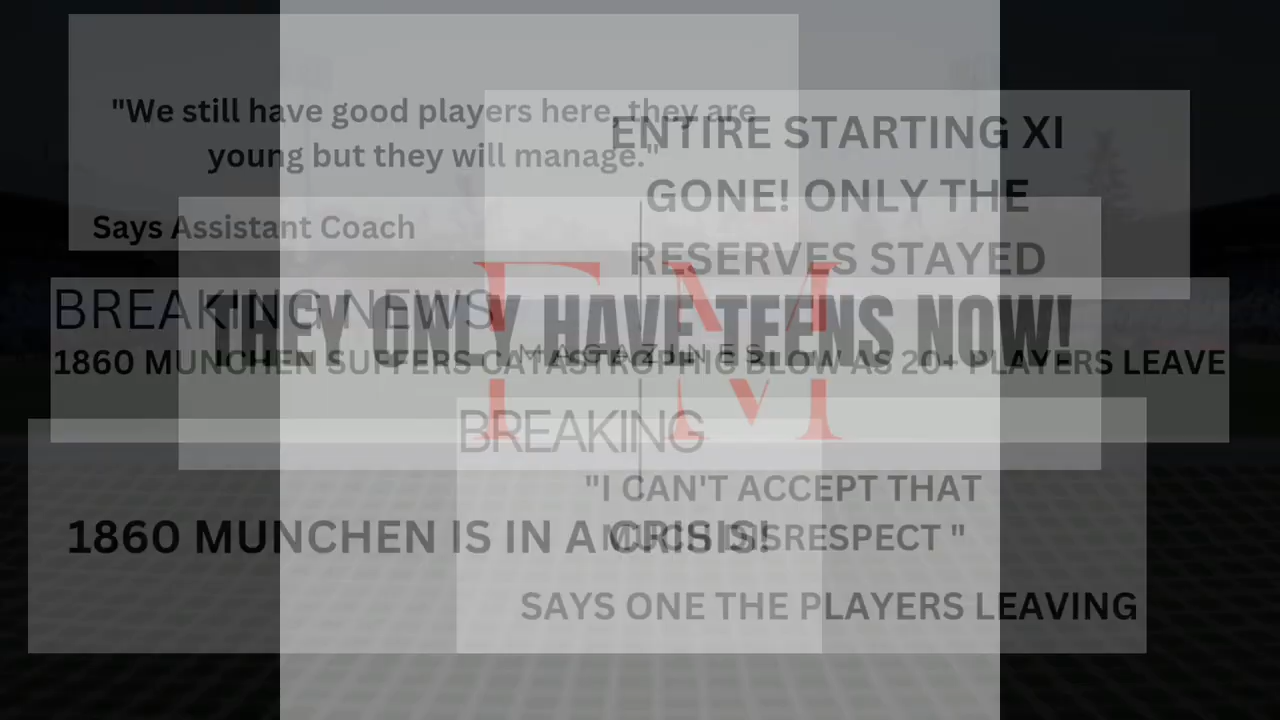 "We still have good players here, they are
young but they will manage."
Says Assistant Coach
ENTIRE STARTING XI
GONE! ONLY THE
RESERVES STAYED
BREAKING NEWS
1860 MUNCHEN SUFFERS CATASTROPHING BLOW AS 20+ PLAYERS LEAVE
THEY ONLY HAVE TEENS NOW!
FM
MAGAZINES
BREAKING
"I CAN'T ACCEPT THAT
DISRESPECT "
SAYS ONE THE PLAYERS LEAVING
1860 MUNCHEN IS IN A CRISIS!